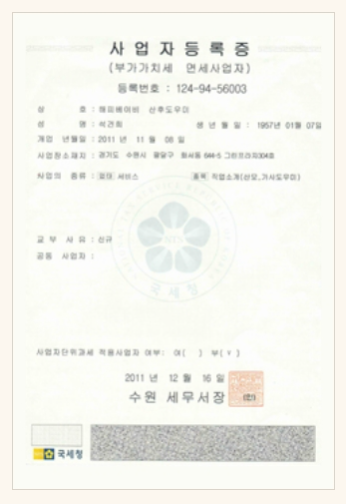 사 업 자 등 록 증
(부가가치세 면세사업자)
등록번호 : 124-94-56003
상 호 : 해피베이비 산후도우미
성 명 : 석건희 생 년 월 일 : 1957년 01월 07일
개업 년월일 : 2011 년 11 월 08 일
사업장소재지 : 경기도 수원시 팔달구 화서동 644-5 그린프라자304호
사업의 종류 : 업태 서비스 종목 직업소개(산모,가사도우미)
교 부 사 유 : 신규
공동 사업자 :
국세청
사업자단위과세 적용사업자 여부: 여( ) 부( v )
2011 년 12 월 16 일
수원 세무서장
국세청